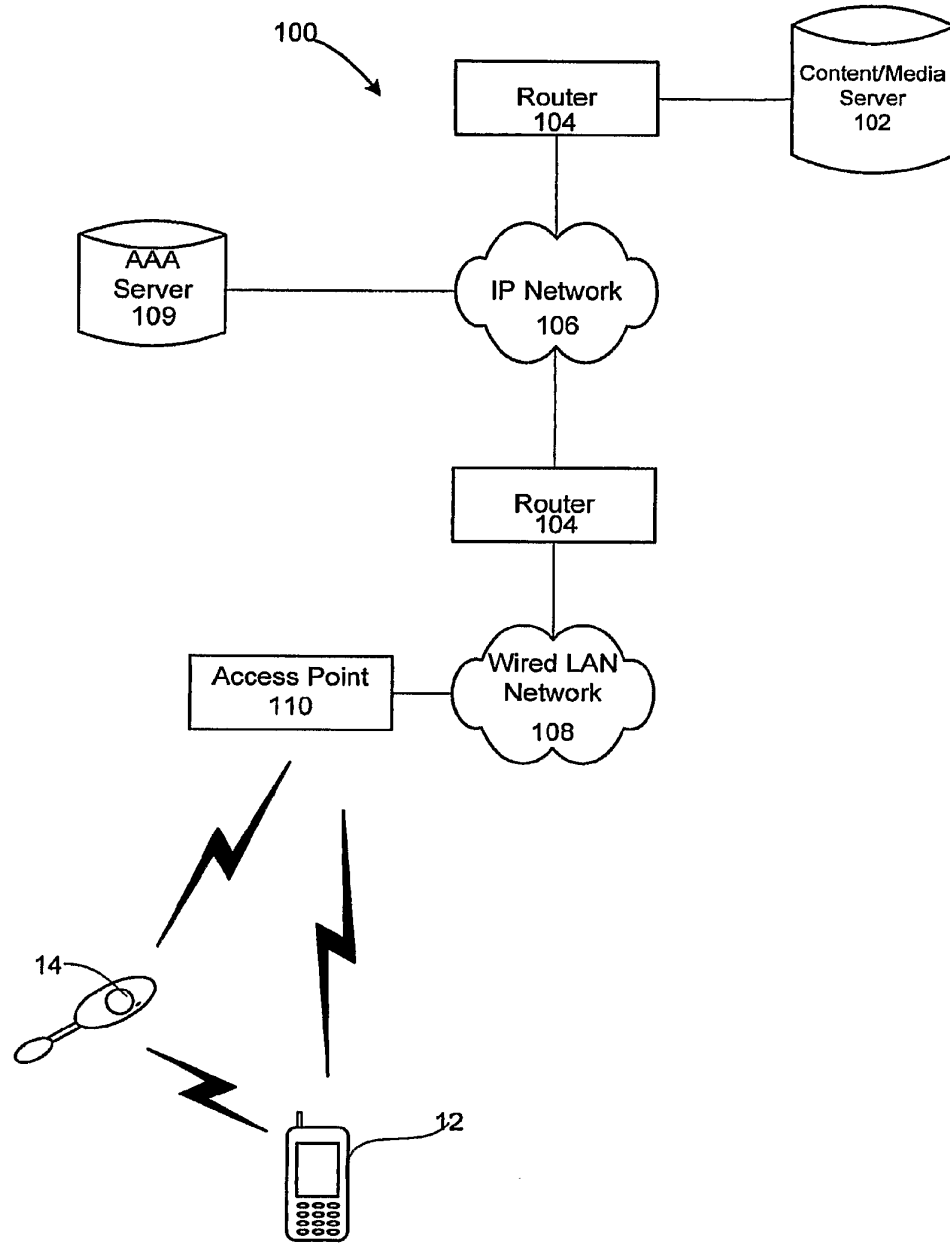 100
Router
104
Content/Media
Server
102
AAA
Server
109
IP Network
106
Router
104
Access Point
110
Wired LAN
Network
108
14
12